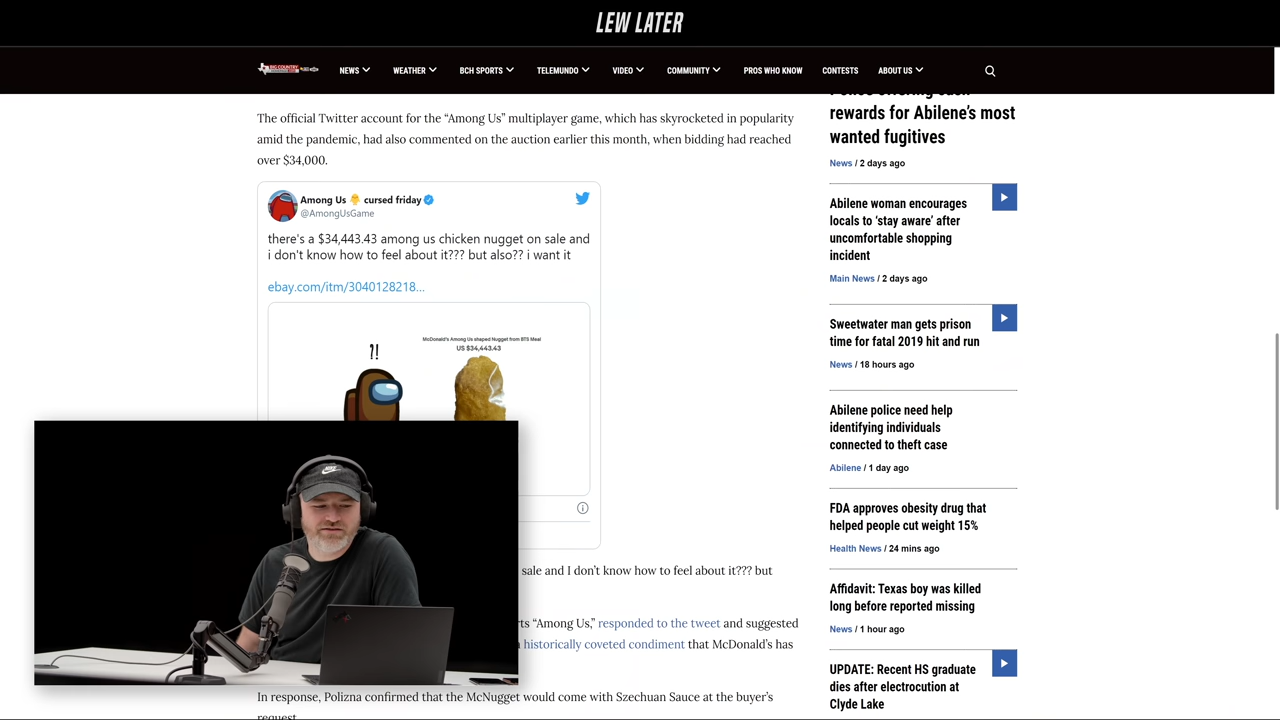 LEW LATER
BIG COUNTRY
NEWS
WEATHER
BCH SPORTS
TELEMUNDO
VIDEO
COMMUNITY
PROS WHO KNOW
CONTESTS
ABOUT US
The official Twitter account for the “Among Us” multiplayer game, which has skyrocketed in popularity
amid the pandemic, had also commented on the auction earlier this month, when bidding had reached
over $34,000.
Among Us 🐥 cursed friday
@AmongUsGame
there's a $34,443.43 among us chicken nugget on sale and
i don't know how to feel about it??? but also?? i want it
ebay.com/itm/3040128218...
?!
McDonald's Among Us shaped Nugget from BTS Meal
US $34,443.43
sale and I don’t know how to feel about it??? but
“Among Us,” responded to the tweet and suggested
historically coveted condiment that McDonald’s has
In response, Polizna confirmed that the McNugget would come with Szechuan Sauce at the buyer’s
request.
rewards for Abilene’s most
wanted fugitives
News / 2 days ago
Abilene woman encourages
locals to ‘stay aware’ after
uncomfortable shopping
incident
Main News / 2 days ago
Sweetwater man gets prison
time for fatal 2019 hit and run
News / 18 hours ago
Abilene police need help
identifying individuals
connected to theft case
Abilene / 1 day ago
FDA approves obesity drug that
helped people cut weight 15%
Health News / 24 mins ago
Affidavit: Texas boy was killed
long before reported missing
News / 1 hour ago
UPDATE: Recent HS graduate
dies after electrocution at
Clyde Lake